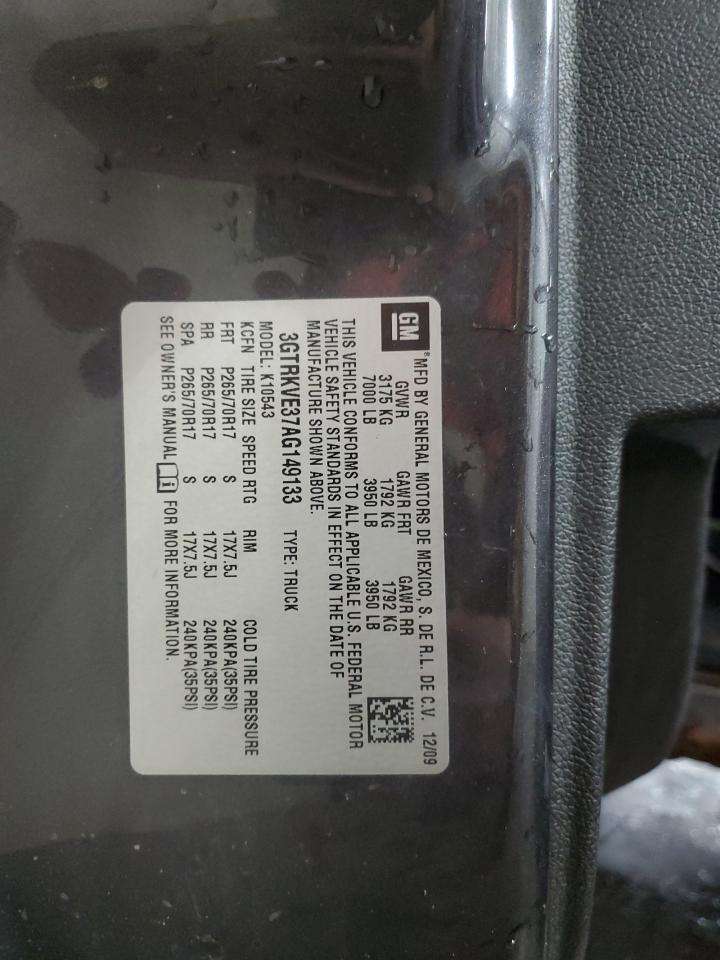 GM ® MFD BY GENERAL MOTORS DE MEXICO, S. DE R.L. DE C.V. 12/09
GVWR GAWR FRT GAWR RR
3175 KG 1792 KG 1792 KG
7000 LB 3950 LB 3950 LB
THIS VEHICLE CONFORMS TO ALL APPLICABLE U.S. FEDERAL MOTOR
VEHICLE SAFETY STANDARDS IN EFFECT ON THE DATE OF
MANUFACTURE SHOWN ABOVE.
3GTRKVE37AG149133 TYPE: TRUCK
MODEL: K10543
KCFN TIRE SIZE SPEED RTG RIM COLD TIRE PRESSURE
FRT P265/70R17 S 17X7.5J 240KPA(35PSI)
RR P265/70R17 S 17X7.5J 240KPA(35PSI)
SPA P265/70R17 S 17X7.5J 240KPA(35PSI)
SEE OWNER'S MANUAL i FOR MORE INFORMATION.